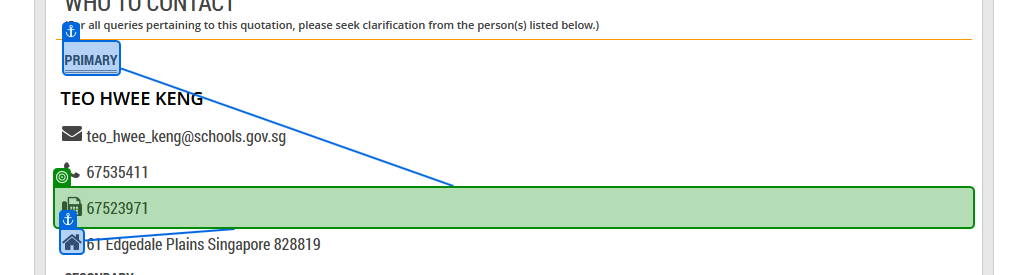 WHO TO CONTACT
(For all queries pertaining to this quotation, please seek clarification from the person(s) listed below.)
PRIMARY
TEO HWEE KENG
teo_hwee_keng@schools.gov.sg
67535411
67523971
61 Edgedale Plains Singapore 828819
SECONDARY